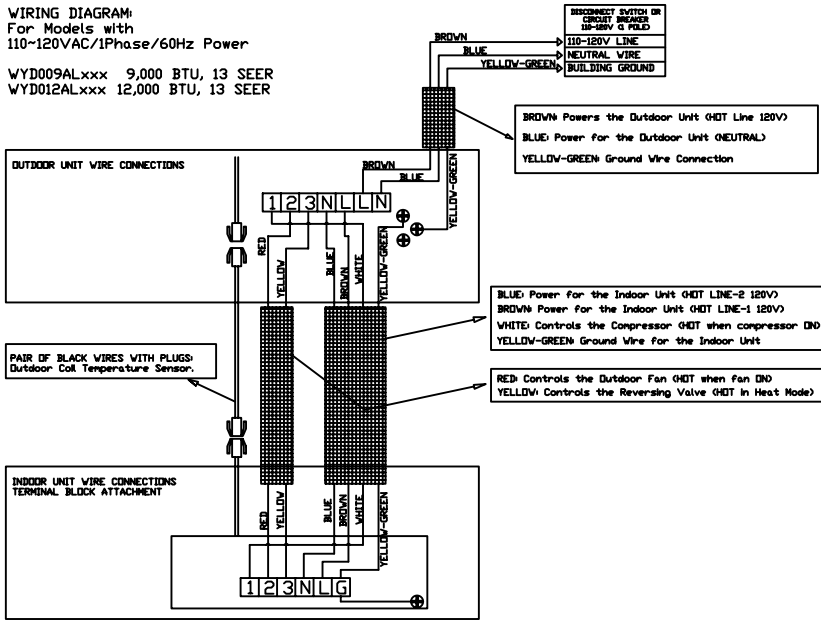 WIRING DIAGRAM:
For Models with
110~120VAC/1Phase/60Hz Power
WYD009ALxxx 9,000 BTU, 13 SEER
WYD012ALxxx 12,000 BTU, 13 SEER
DISCONNECT SWITCH OR
CIRCUIT BREAKER
110-120V (1 POLE)
110-120V LINE
NEUTRAL WIRE
BUILDING GROUND
BROWN
BLUE
YELLOW-GREEN
BROWN: Powers the Outdoor Unit (HOT Line 120V)
BLUE: Power for the Outdoor Unit (NEUTRAL)
YELLOW-GREEN: Ground Wire Connection
OUTDOOR UNIT WIRE CONNECTIONS
BROWN
BLUE
YELLOW-GREEN
1 2 3 N L L N
RED
YELLOW
BLUE
BROWN
WHITE
YELLOW-GREEN
BLUE: Power for the Indoor Unit (HOT LINE-2 120V)
BROWN: Power for the Indoor Unit (HOT LINE-1 120V)
WHITE: Controls the Compressor (HOT when compressor ON)
YELLOW-GREEN: Ground Wire for the Indoor Unit
PAIR OF BLACK WIRES WITH PLUGS:
Outdoor Coil Temperature Sensor.
RED: Controls the Outdoor Fan (HOT when fan ON)
YELLOW: Controls the Reversing Valve (HOT in Heat Mode)
INDOOR UNIT WIRE CONNECTIONS
TERMINAL BLOCK ATTACHMENT
RED
YELLOW
BLUE
BROWN
WHITE
YELLOW-GREEN
1 2 3 N L G